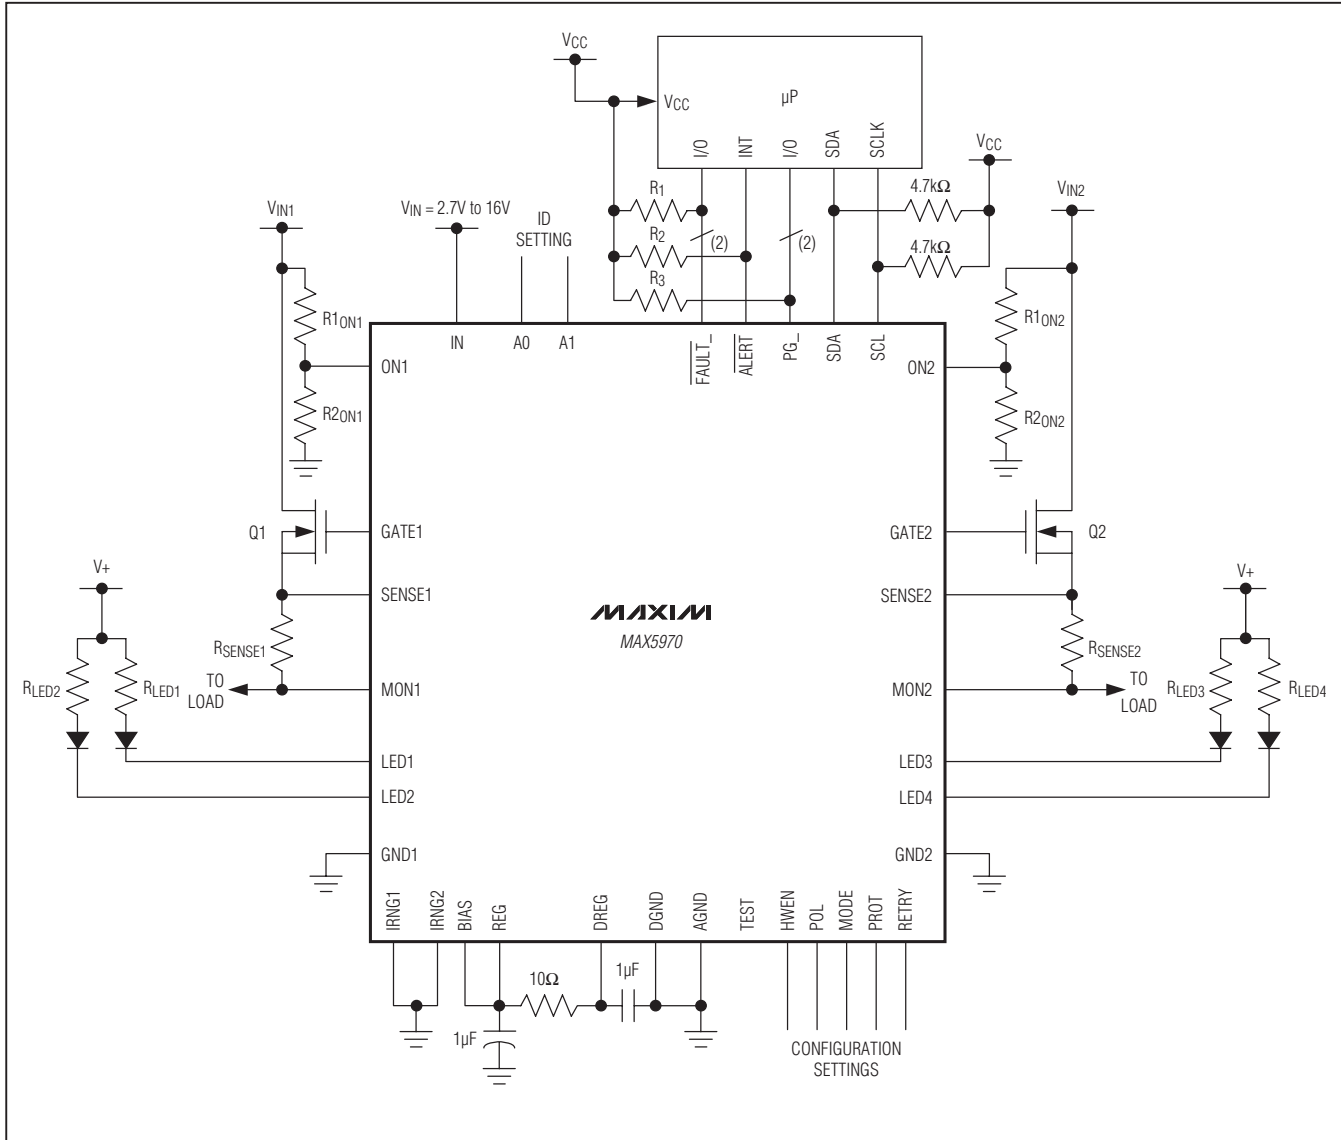 VCC
VCC
µP
I/O
INT
I/O
SDA
SCLK
VCC
R1
(2)
R2
(2)
R3
4.7kΩ
4.7kΩ
VIN1
VIN = 2.7V to 16V
ID
SETTING
VIN2
R1ON1
R2ON1
R1ON2
R2ON2
IN
A0
A1
FAULT_
ALERT
PG_
SDA
SCL
ON1
ON2
Q1
GATE1
GATE2
Q2
V+
SENSE1
SENSE2
V+
MAXIM
MAX5970
RSENSE1
RSENSE2
RLED2
RLED1
TO
LOAD
MON1
MON2
TO
LOAD
RLED3
RLED4
LED1
LED3
LED2
LED4
GND1
GND2
IRNG1
IRNG2
BIAS
REG
DREG
DGND
AGND
TEST
HWEN
POL
MODE
PROT
RETRY
10Ω
1µF
1µF
CONFIGURATION
SETTINGS